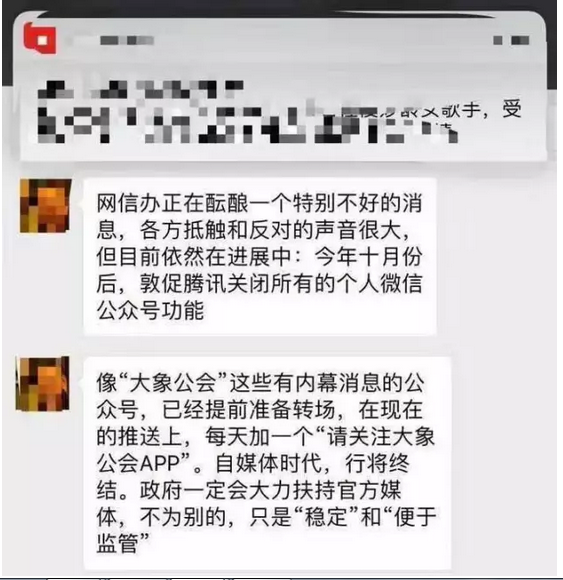 歌手，受
网信办正在酝酿一个特别不好的消
息，各方抵触和反对的声音很大，
但目前依然在进展中：今年十月份
后，敦促腾讯关闭所有的个人微信
公众号功能
像“大象公会”这些有内幕消息的公
众号，已经提前准备转场，在现在
的推送上，每天加一个“请关注大象
公会APP”。自媒体时代，行将终
结。政府一定会大力扶持官方媒
体，不为别的，只是“稳定”和“便于
监管”